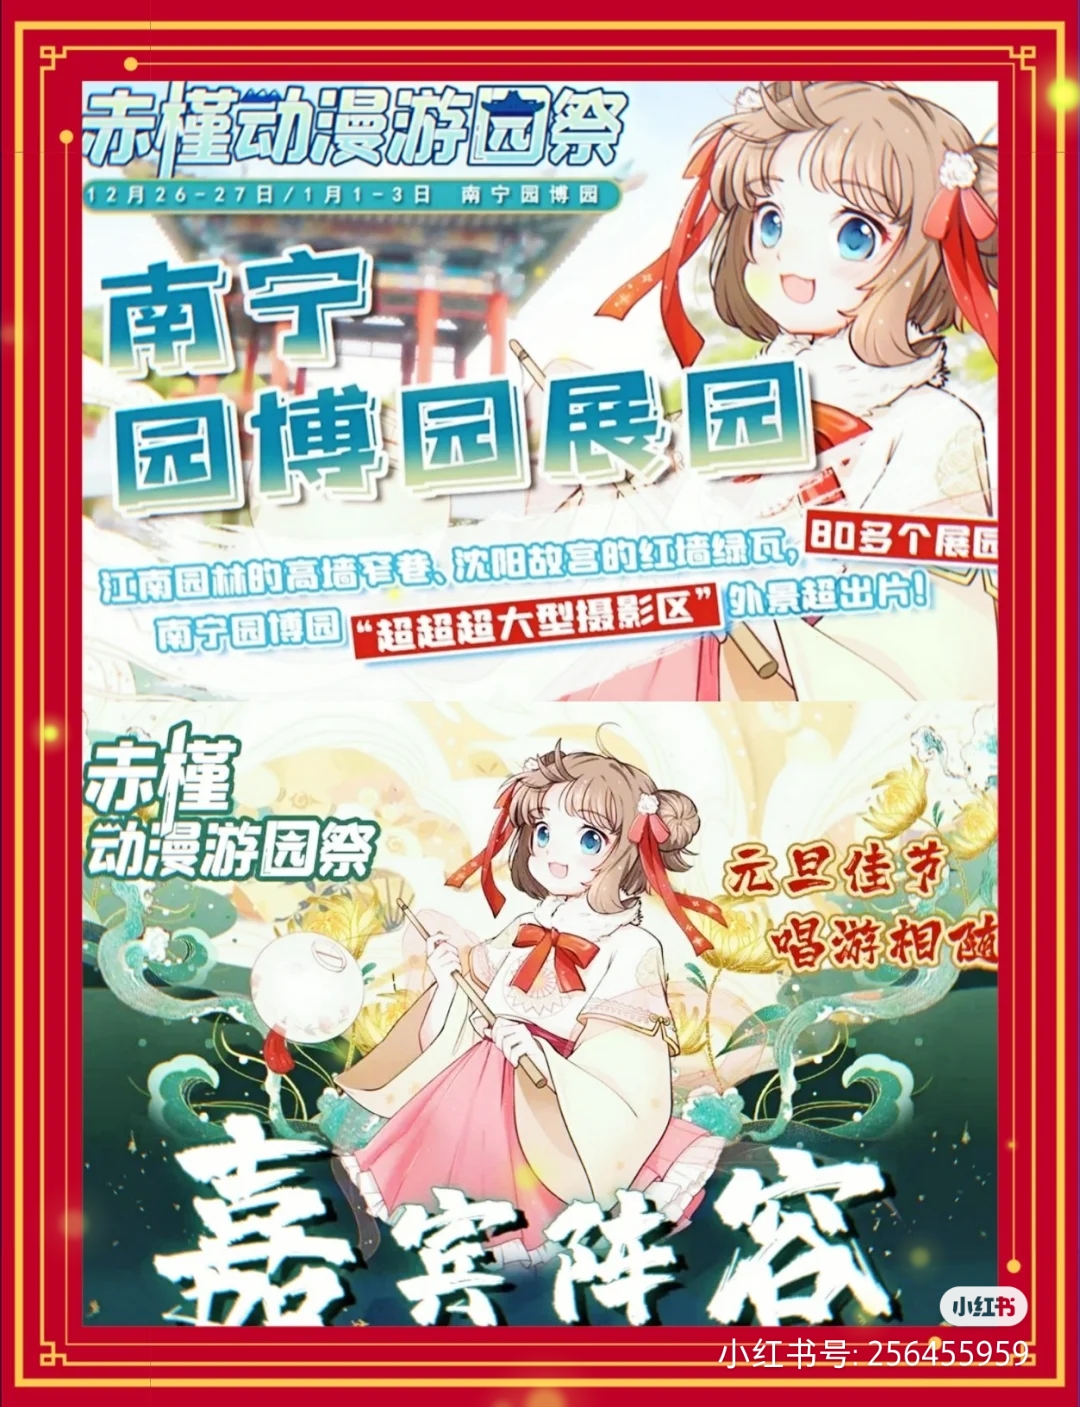 赤槿动漫游园祭
12月26-27日/1月1-3日 南宁园博园
南宁
园博园展园
江南园林的高墙窄巷、沈阳故宫的红墙绿瓦，80多个展园
南宁园博园“超超超大型摄影区”外景超出片！
赤槿
动漫游园祭
元旦佳节
唱游相随
嘉宾阵容
小红书
小红书号: 256455959